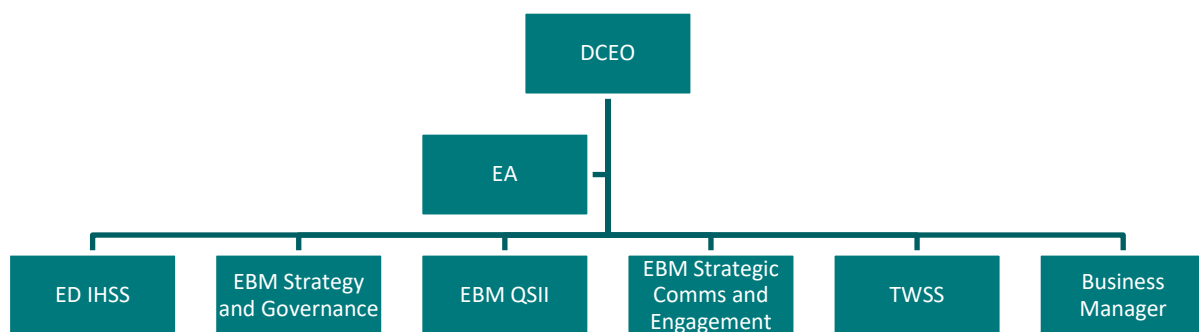 DCEO
EA
ED IHSS
EBM Strategy
and Governance
EBM QSII
EBM Strategic
Comms and
Engagement
TWSS
Business
Manager